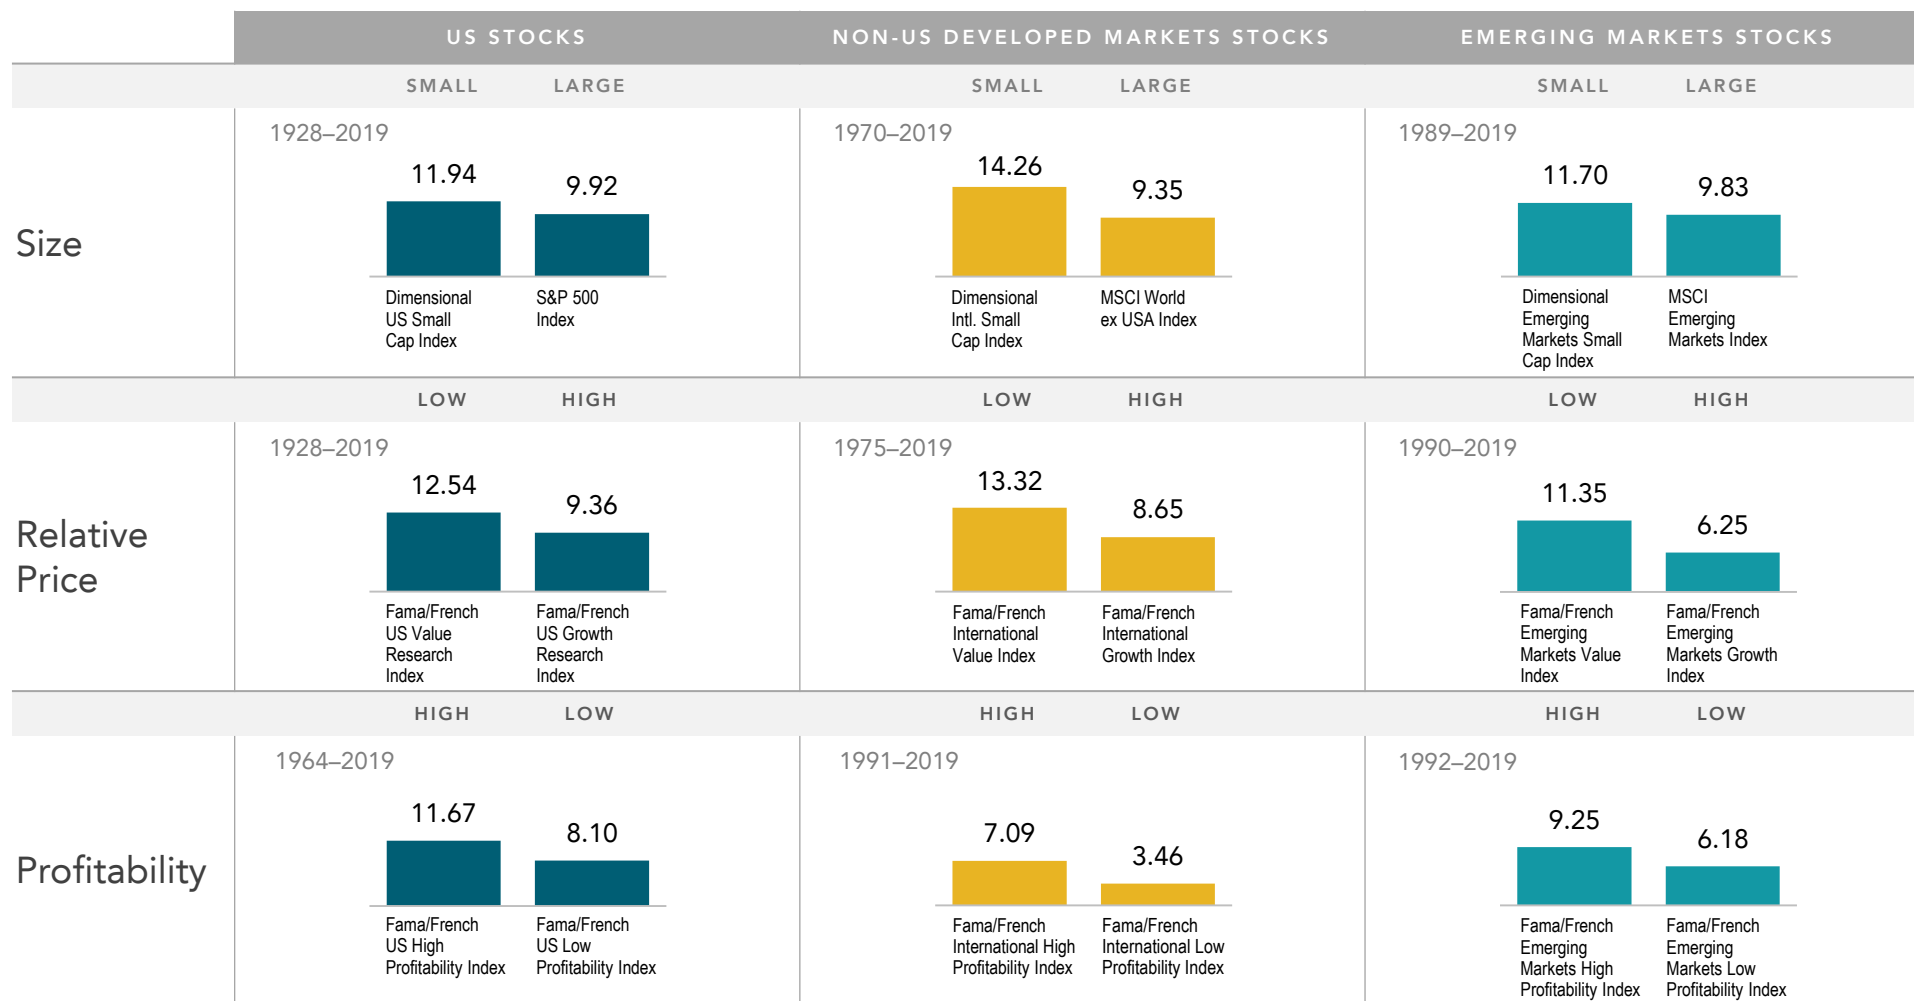 US STOCKS NON-US DEVELOPED MARKETS STOCKS EMERGING MARKETS STOCKS
SMALL LARGE SMALL LARGE SMALL LARGE
Size
1928–2019
11.94 9.92
Dimensional
US Small
Cap Index
S&P 500
Index
1970–2019
14.26 9.35
Dimensional
Intl. Small
Cap Index
MSCI World
ex USA Index
1989–2019
11.70 9.83
Dimensional
Emerging
Markets Small
Cap Index
MSCI
Emerging
Markets Index
LOW HIGH LOW HIGH LOW HIGH
Relative
Price
1928–2019
12.54 9.36
Fama/French
US Value
Research
Index
Fama/French
US Growth
Research
Index
1975–2019
13.32 8.65
Fama/French
International
Value Index
Fama/French
International
Growth Index
1990–2019
11.35 6.25
Fama/French
Emerging
Markets Value
Index
Fama/French
Emerging
Markets Growth
Index
HIGH LOW HIGH LOW HIGH LOW
Profitability
1964–2019
11.67 8.10
Fama/French
US High
Profitability Index
Fama/French
US Low
Profitability Index
1991–2019
7.09 3.46
Fama/French
International High
Profitability Index
Fama/French
International Low
Profitability Index
1992–2019
9.25 6.18
Fama/French
Emerging
Markets High
Profitability Index
Fama/French
Emerging
Markets Low
Profitability Index